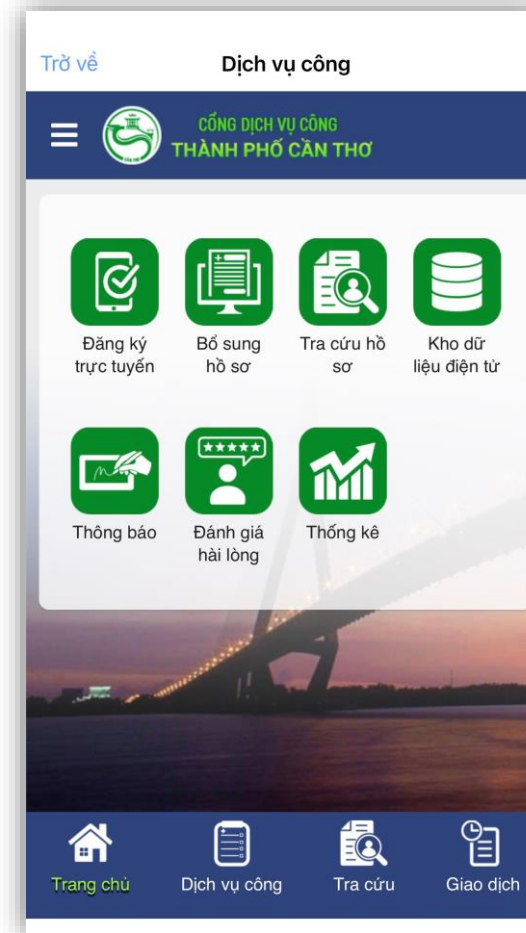 Trở về
Dịch vụ công
CỔNG DỊCH VỤ CÔNG
THÀNH PHỐ CẦN THƠ
Đăng ký
trực tuyến
Bổ sung
hồ sơ
Tra cứu hồ
sơ
Kho dữ
liệu điện tử
Thông báo
Đánh giá
hài lòng
Thống kê
Trang chủ
Dịch vụ công
Tra cứu
Giao dịch